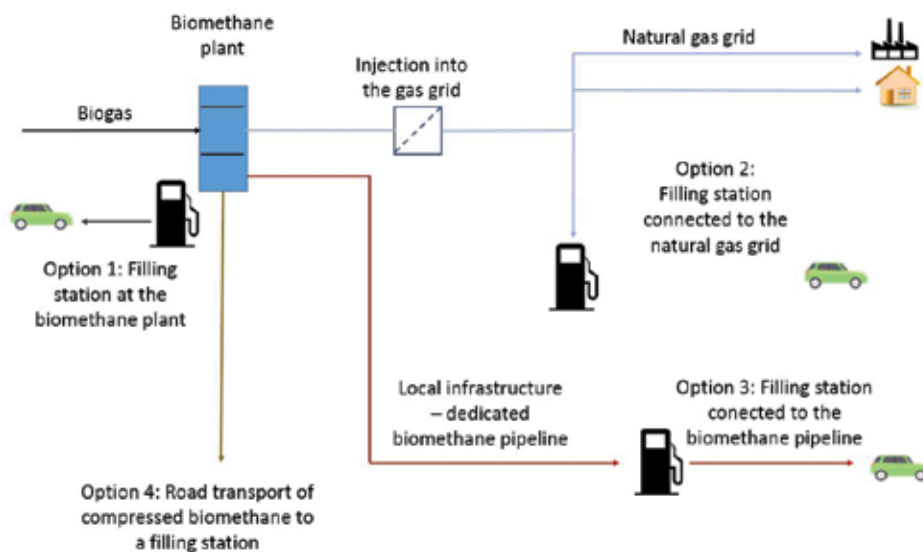 Biomethane
plant
Biogas
Injection into
the gas grid
Natural gas grid
Option 1: Filling
station at the
biomethane plant
Option 2:
Filling station
connected to the
natural gas grid
Local infrastructure
– dedicated
biomethane pipeline
Option 3: Filling station
conected to the
biomethane pipeline
Option 4: Road transport of
compressed biomethane to
a filling station